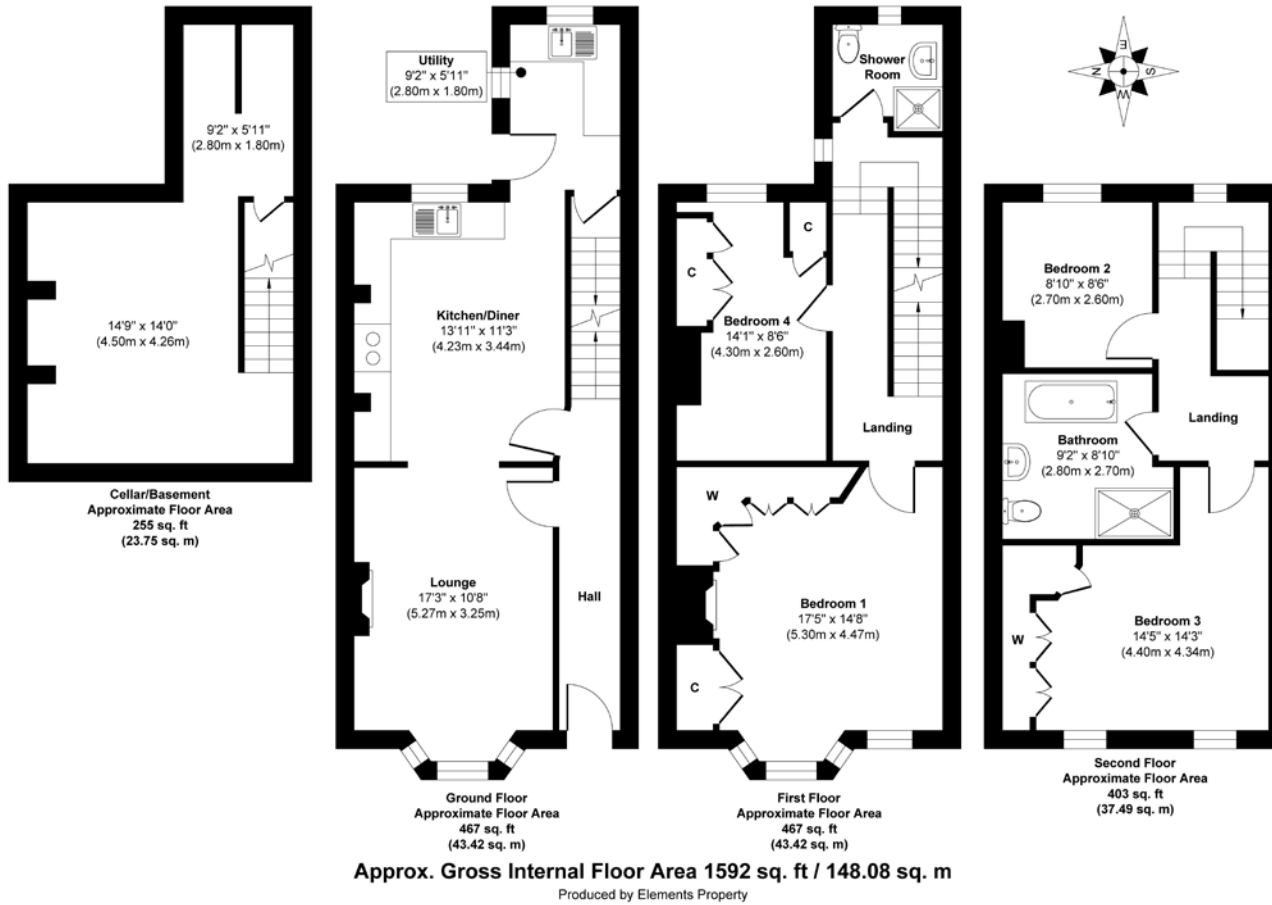 9'2" x 5'11"
(2.80m x 1.80m)
14'9" x 14'0"
(4.50m x 4.26m)
Cellar/Basement
Approximate Floor Area
255 sq. ft
(23.75 sq. m)
Utility
9'2" x 5'11"
(2.80m x 1.80m)
Kitchen/Diner
13'11" x 11'3"
(4.23m x 3.44m)
Lounge
17'3" x 10'8"
(5.27m x 3.25m)
Hall
Ground Floor
Approximate Floor Area
467 sq. ft
(43.42 sq. m)
Shower
Room
C
C
Bedroom 4
14'1" x 8'6"
(4.30m x 2.60m)
Landing
W
Bedroom 1
17'5" x 14'8"
(5.30m x 4.47m)
C
First Floor
Approximate Floor Area
467 sq. ft
(43.42 sq. m)
E
N
S
W
Bedroom 2
8'10" x 8'6"
(2.70m x 2.60m)
Landing
Bathroom
9'2" x 8'10"
(2.80m x 2.70m)
W
Bedroom 3
14'5" x 14'3"
(4.40m x 4.34m)
Second Floor
Approximate Floor Area
403 sq. ft
(37.49 sq. m)
Approx. Gross Internal Floor Area 1592 sq. ft / 148.08 sq. m
Produced by Elements Property